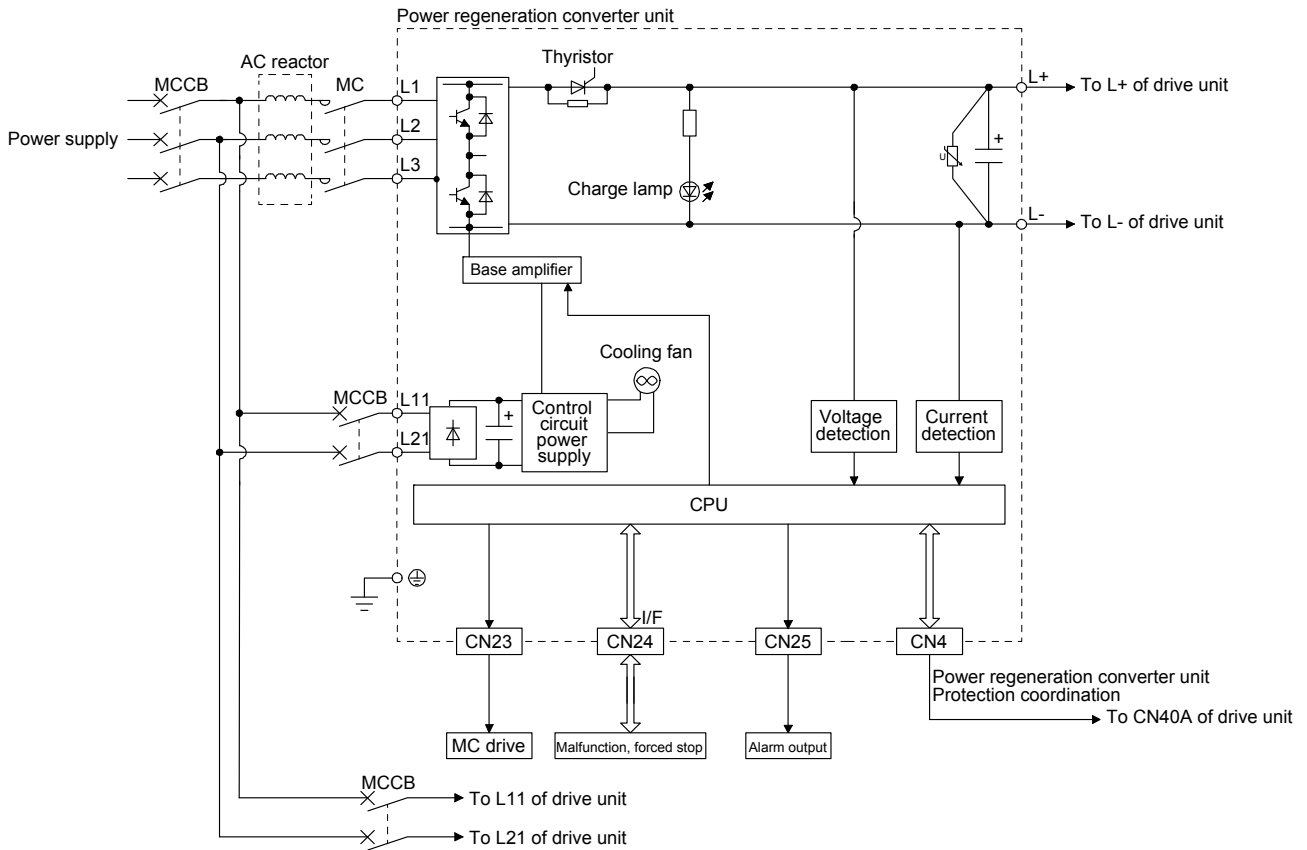 Power regeneration converter unit
AC reactor
Thyristor
MCCB
MC
L1
L+
To L+ of drive unit
L2
Power supply
L3
U
+
Charge lamp
L-
To L- of drive unit
Base amplifier
Cooling fan
MCCB
L11
+
Control
circuit
power
supply
L21
Voltage
detection
Current
detection
CPU
I/F
CN23
CN24
CN25
CN4
Power regeneration converter unit
Protection coordination
To CN40A of drive unit
MC drive
Malfunction, forced stop
Alarm output
MCCB
To L11 of drive unit
To L21 of drive unit